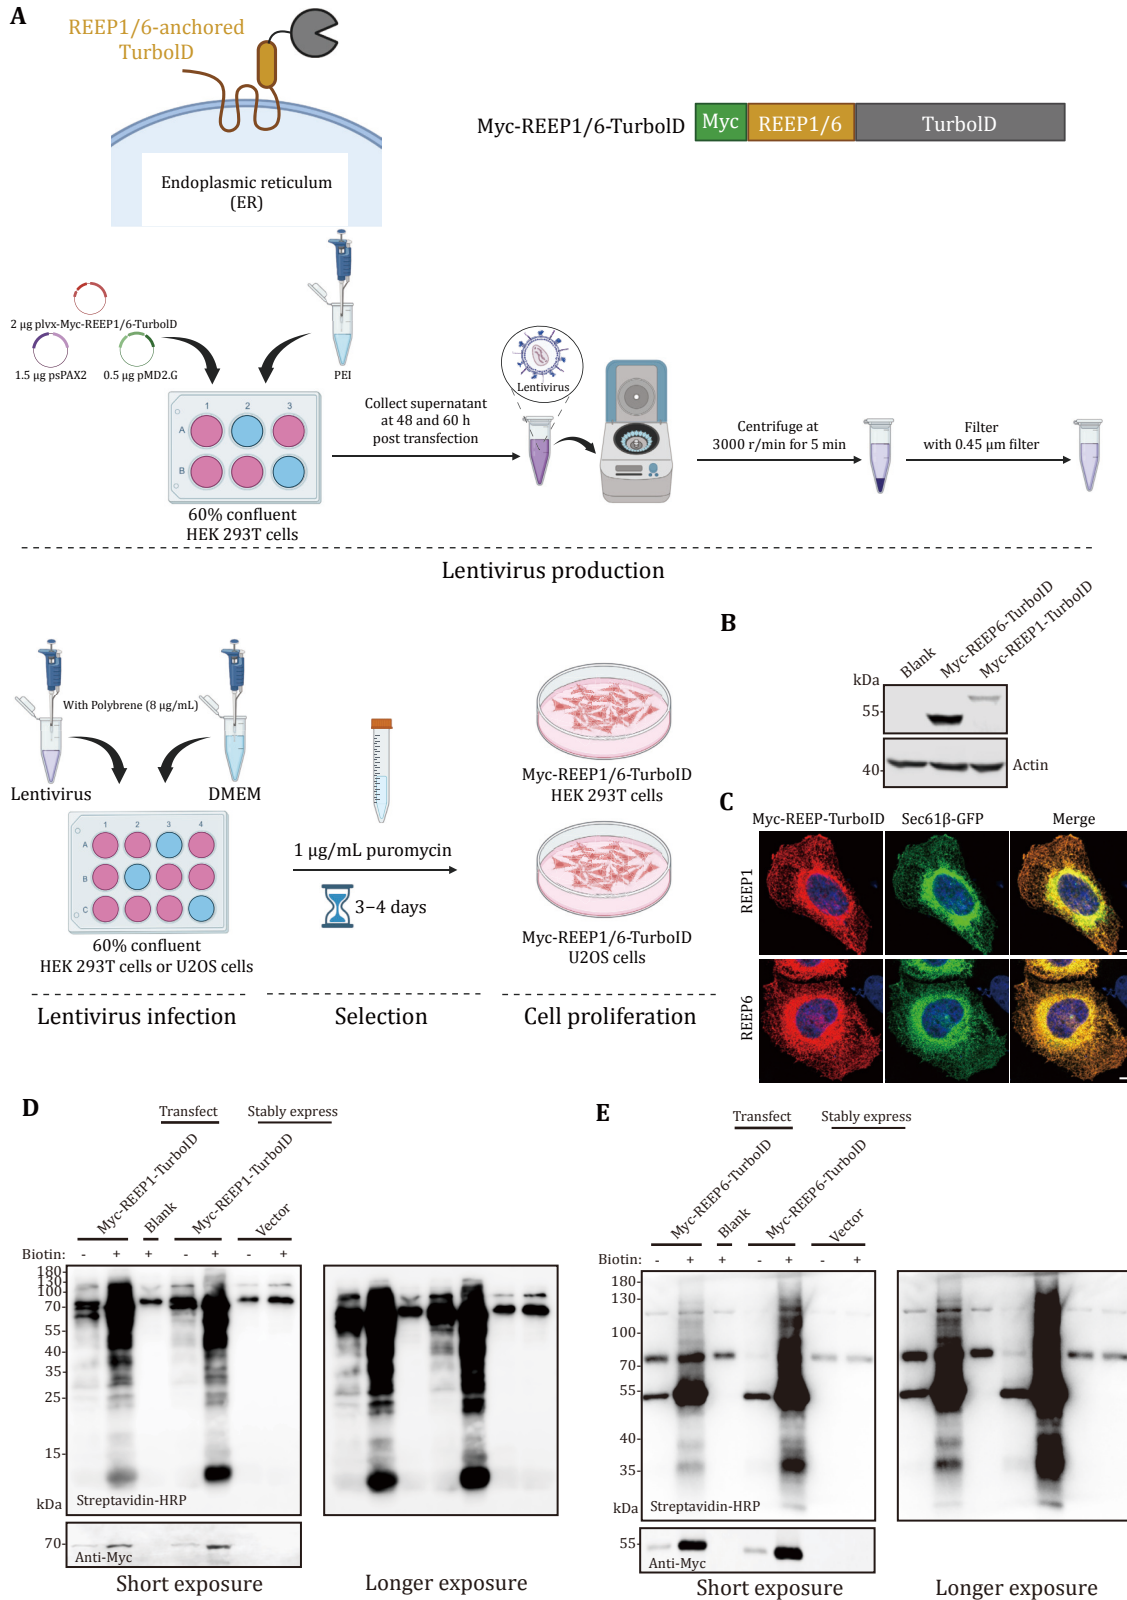 A
REEP1/6-anchored
TurboID
Endoplasmic reticulum
(ER)
Myc-REEP1/6-TurboID
Myc
REEP1/6
TurboID
2 μg plvx-Myc-REEP1/6-TurboID
1.5 μg psPAX2
0.5 μg pMD2.G
PEI
1 2 3
A
B
60% confluent
HEK 293T cells
Collect supernatant
at 48 and 60 h
post transfection
Lentivirus
Centrifuge at
3000 r/min for 5 min
Filter
with 0.45 μm filter
Lentivirus production
With Polybrene (8 μg/mL)
Lentivirus
DMEM
1 2 3 4
A
B
C
60% confluent
HEK 293T cells or U2OS cells
Lentivirus infection
1 μg/mL puromycin
3–4 days
Selection
Myc-REEP1/6-TurboID
HEK 293T cells
Myc-REEP1/6-TurboID
U2OS cells
Cell proliferation
B
Blank
Myc-REEP6-TurboID
Myc-REEP1-TurboID
kDa
55
40
Actin
C
Myc-REEP-TurboID
Sec61β-GFP
Merge
REEP1
REEP6
D
Transfect
Stably express
Myc-REEP1-TurboID
Blank
Myc-REEP1-TurboID
Vector
Biotin: - + + - + - +
180
130
100
70
55
40
35
25
15
kDa
Streptavidin-HRP
70
Anti-Myc
Short exposure
Longer exposure
E
Transfect
Stably express
Myc-REEP6-TurboID
Blank
Myc-REEP6-TurboID
Vector
Biotin: - + + - + - +
180
130
100
70
55
40
35
kDa
Streptavidin-HRP
55
Anti-Myc
Short exposure
Longer exposure